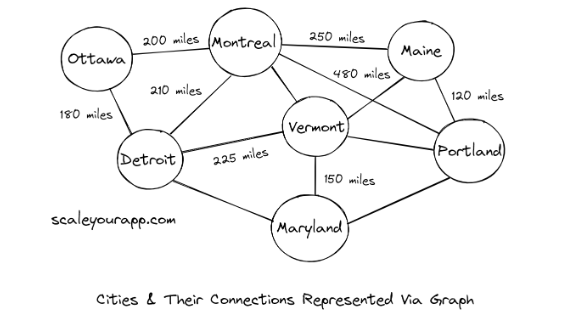 200 miles
Montreal
250 miles
Maine
Ottawa
480 miles
210 miles
120 miles
180 miles
Vermont
Detroit
225 miles
Portland
150 miles
scaleyourapp.com
Maryland
Cities & Their Connections Represented Via Graph